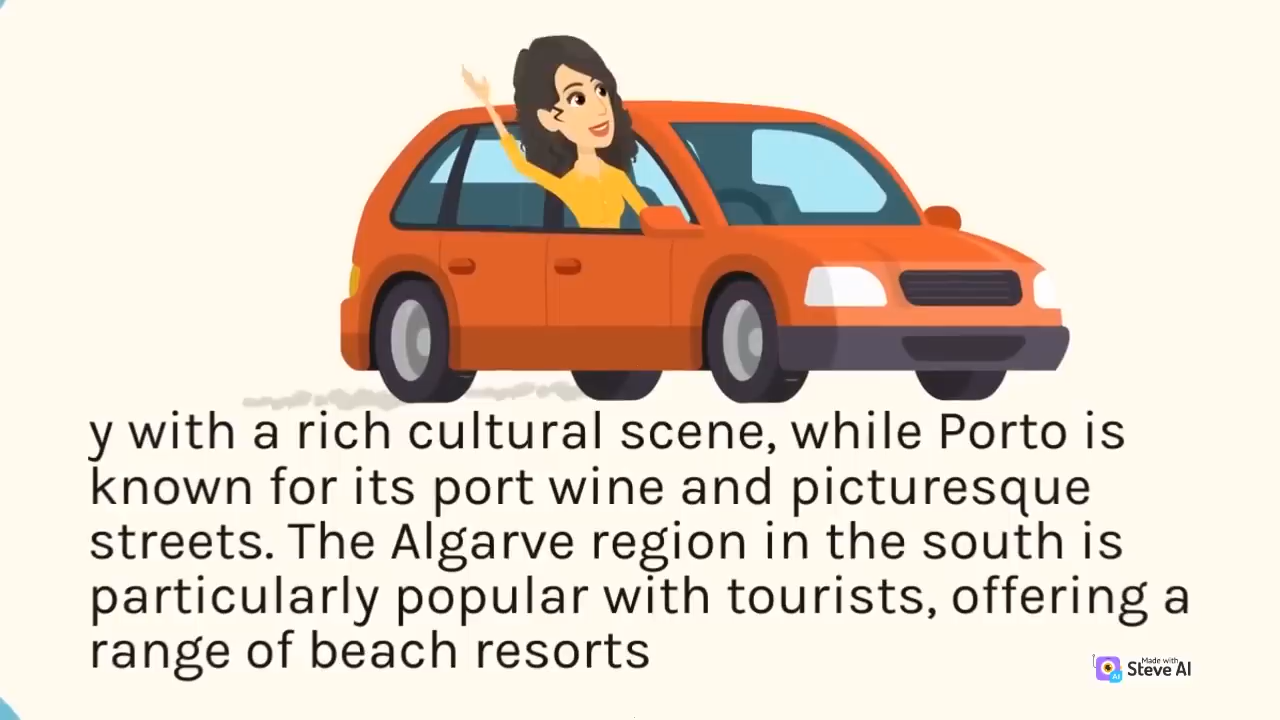 y with a rich cultural scene, while Porto is
known for its port wine and picturesque
streets. The Algarve region in the south is
particularly popular with tourists, offering a
range of beach resorts
Made with
AI
Steve AI